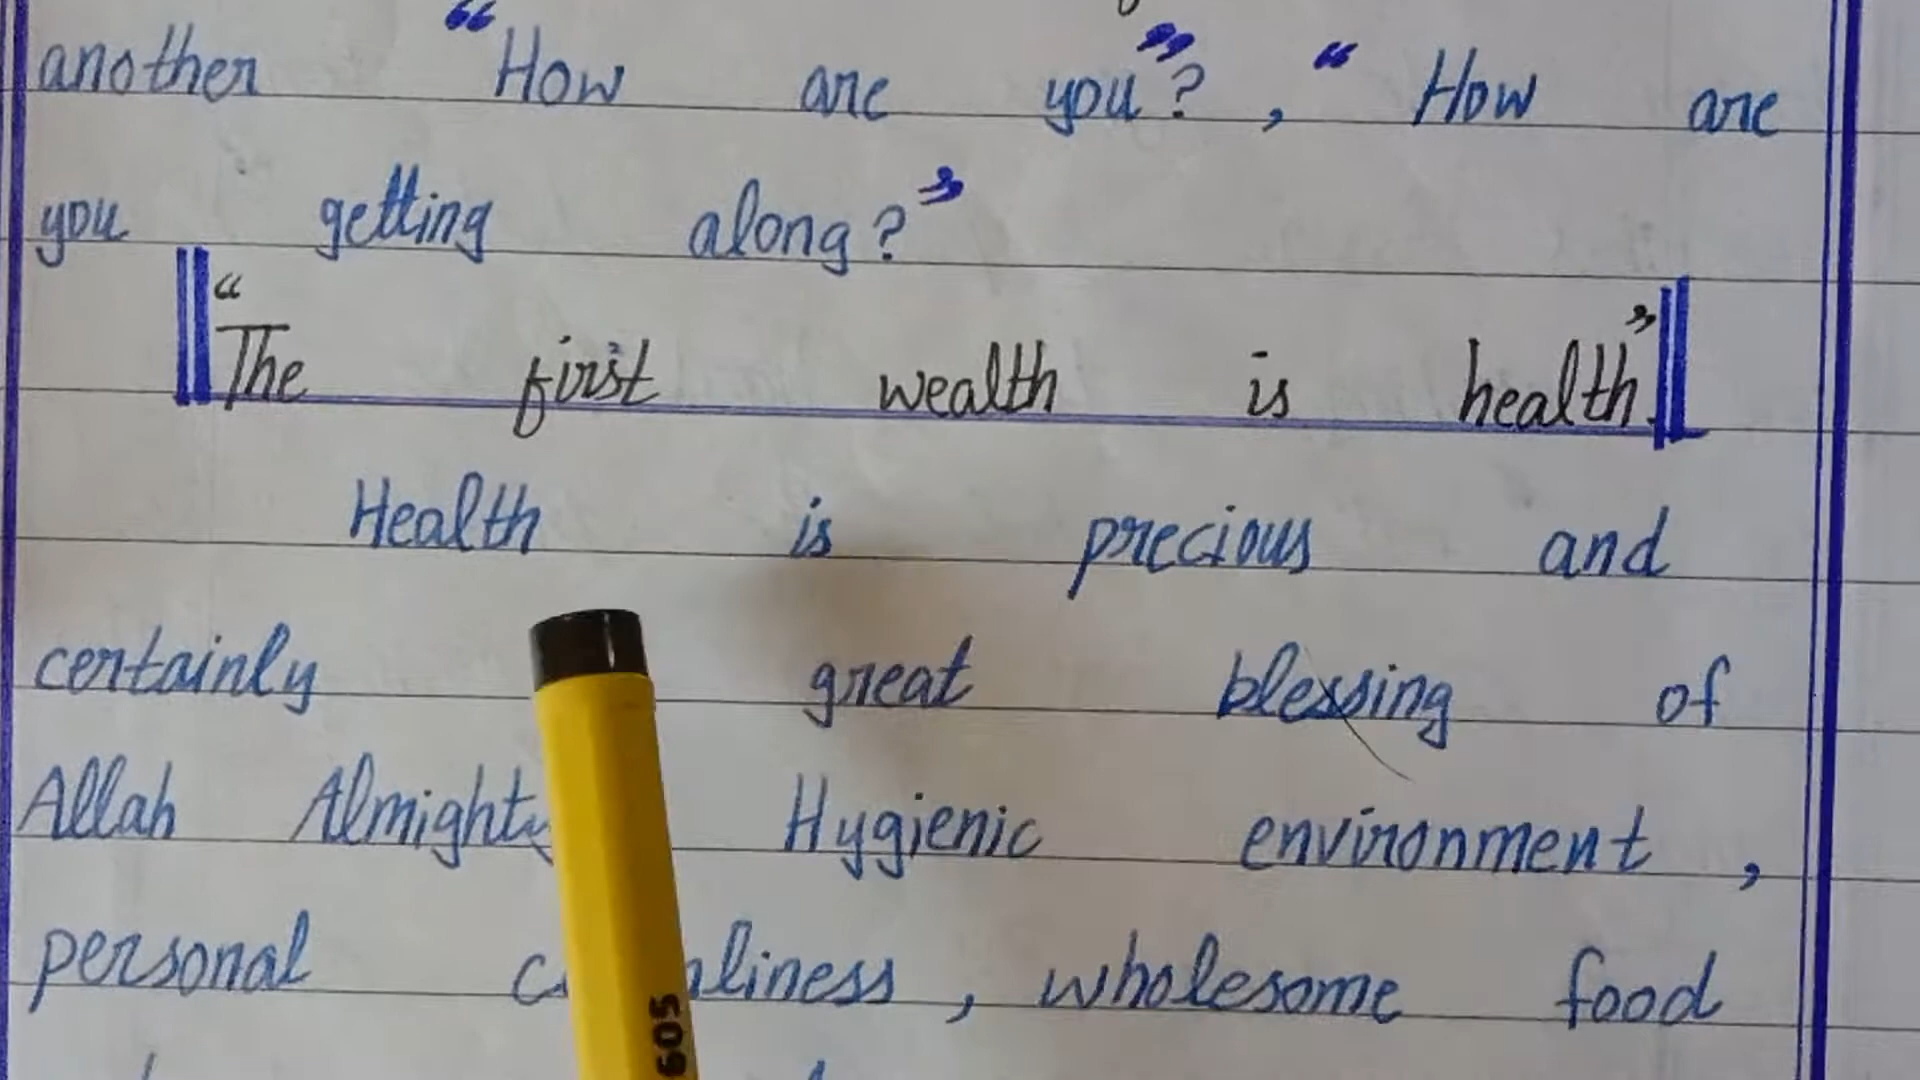 another “How are you”? , “ How are
you getting along?”
“The first wealth is health.”
Health is precious and
certainly great blessing of
Allah Almighty Hygienic environment ,
personal , wholesome food
605